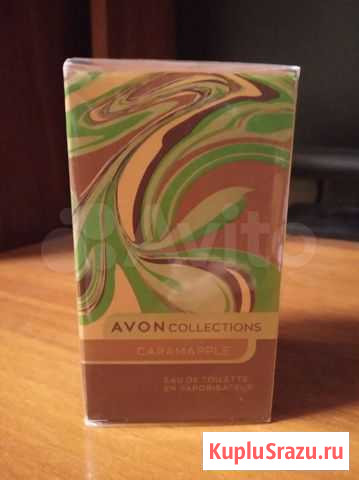 Avito
AVON COLLECTIONS
CARAMAPPLE
EAU DE TOILETTE
EN VAPORISATEUR
KupluSrazu.ru